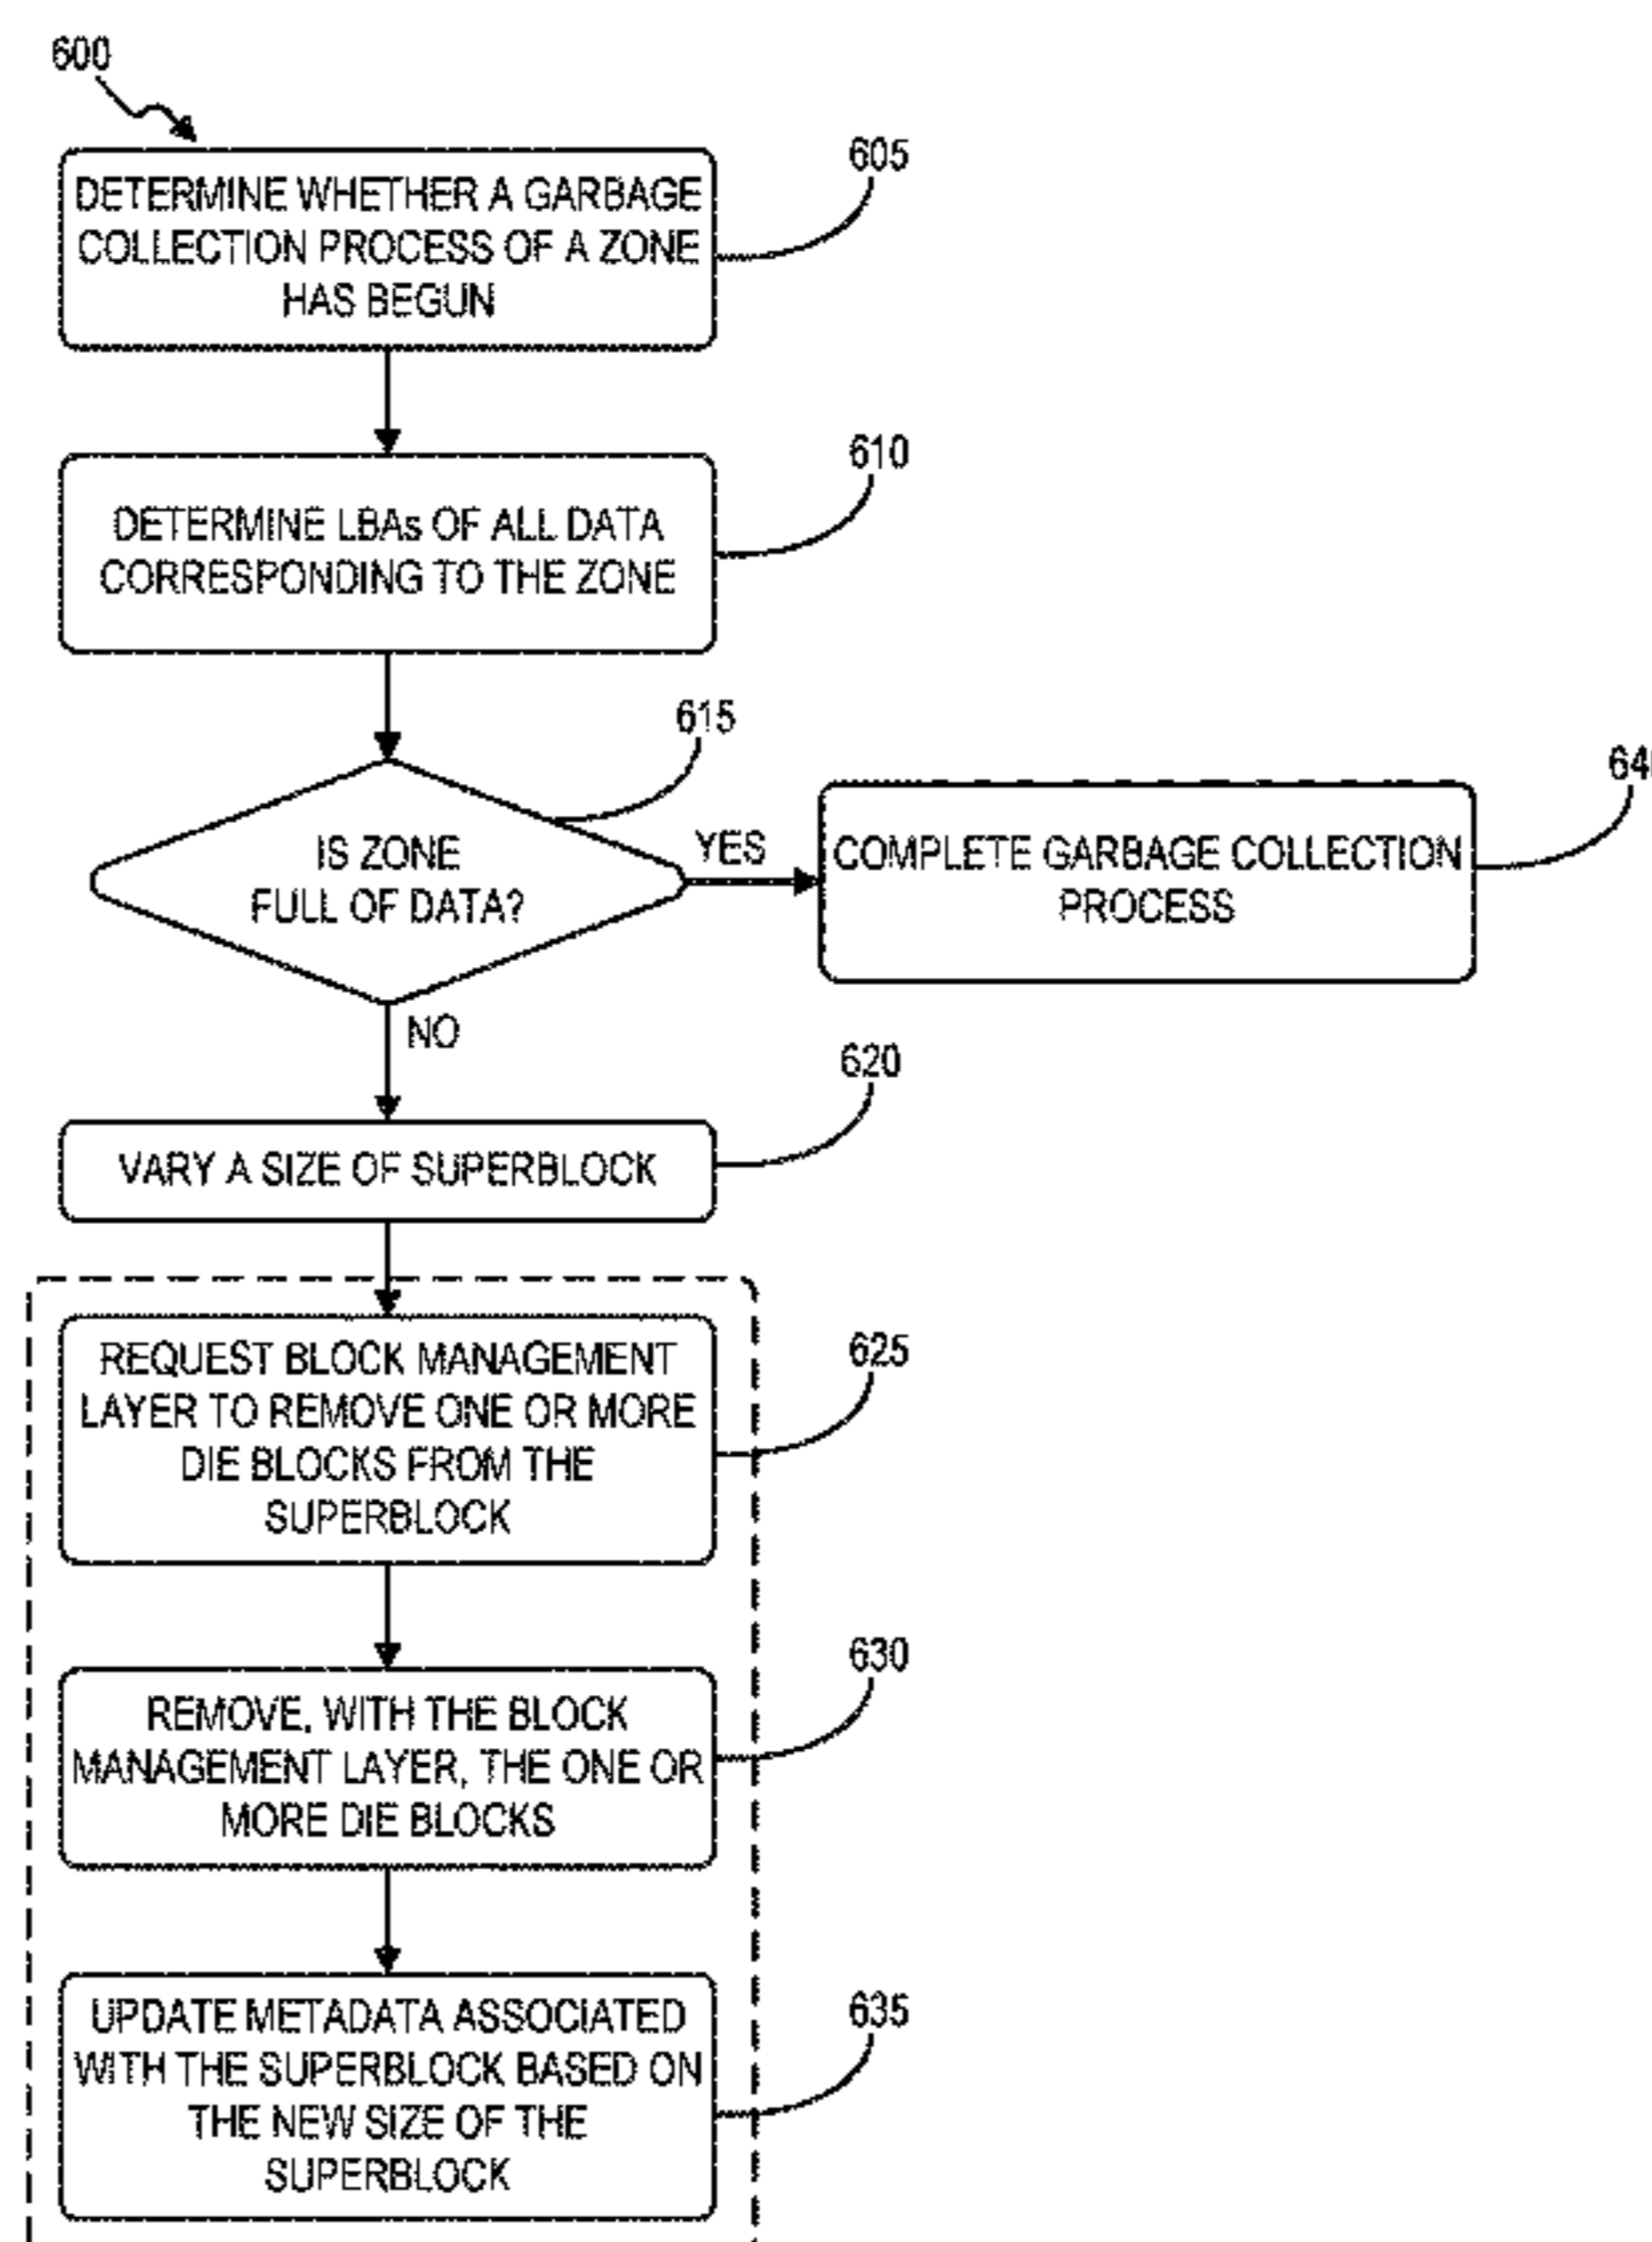 600
605
DETERMINE WHETHER A GARBAGE
COLLECTION PROCESS OF A ZONE
HAS BEGUN
610
DETERMINE LBAs OF ALL DATA
CORRESPONDING TO THE ZONE
615
IS ZONE
FULL OF DATA?
YES
COMPLETE GARBAGE COLLECTION
PROCESS
NO
620
VARY A SIZE OF SUPERBLOCK
625
REQUEST BLOCK MANAGEMENT
LAYER TO REMOVE ONE OR MORE
DIE BLOCKS FROM THE
SUPERBLOCK
630
REMOVE, WITH THE BLOCK
MANAGEMENT LAYER, THE ONE OR
MORE DIE BLOCKS
635
UPDATE METADATA ASSOCIATED
WITH THE SUPERBLOCK BASED ON
THE NEW SIZE OF THE
SUPERBLOCK